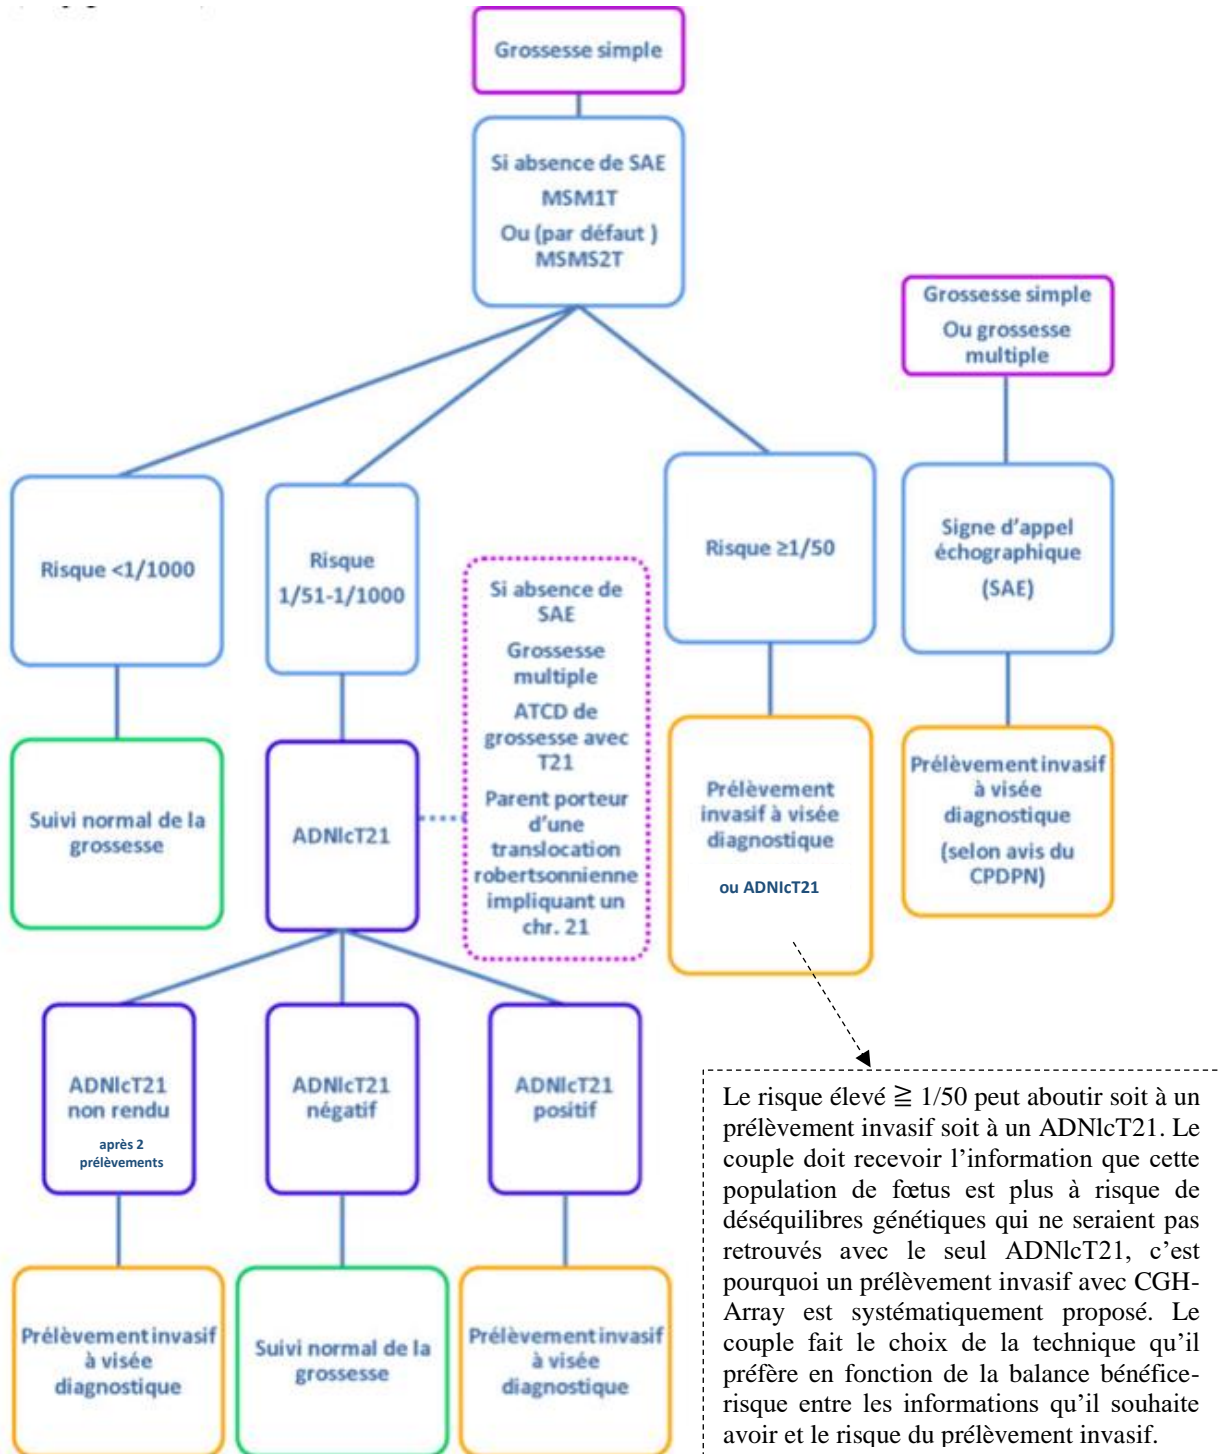 Grossesse simple
Si absence de SAE
MSM1T
Ou (par défaut )
MSMS2T
Grossesse simple
Ou grossesse
multiple
Risque <1/1000
Risque
1/51-1/1000
Risque ≥1/50
Signe d'appel
échographique
(SAE)
Si absence de
SAE
Grossesse
multiple
ATCD de
grossesse avec
T21
Parent porteur
d'une
translocation
robertsonnienne
impliquant un
chr. 21
Suivi normal de la
grossesse
ADNlcT21
Prélèvement
invasif à visée
diagnostique
ou ADNlcT21
Prélèvement invasif
à visée
diagnostique
(selon avis du
CPDPN)
ADNlcT21
non rendu
après 2
prélèvements
ADNlcT21
négatif
ADNlcT21
positif
Prélèvement invasif
à visée
diagnostique
Suivi normal de la
grossesse
Prélèvement invasif
à visée
diagnostique
Le risque élevé ≧ 1/50 peut aboutir soit à un
prélèvement invasif soit à un ADNlcT21. Le
couple doit recevoir l'information que cette
population de fœtus est plus à risque de
déséquilibres génétiques qui ne seraient pas
retrouvés avec le seul ADNlcT21, c'est
pourquoi un prélèvement invasif avec CGH-
Array est systématiquement proposé. Le
couple fait le choix de la technique qu'il
préfère en fonction de la balance bénéfice-
risque entre les informations qu'il souhaite
avoir et le risque du prélèvement invasif.